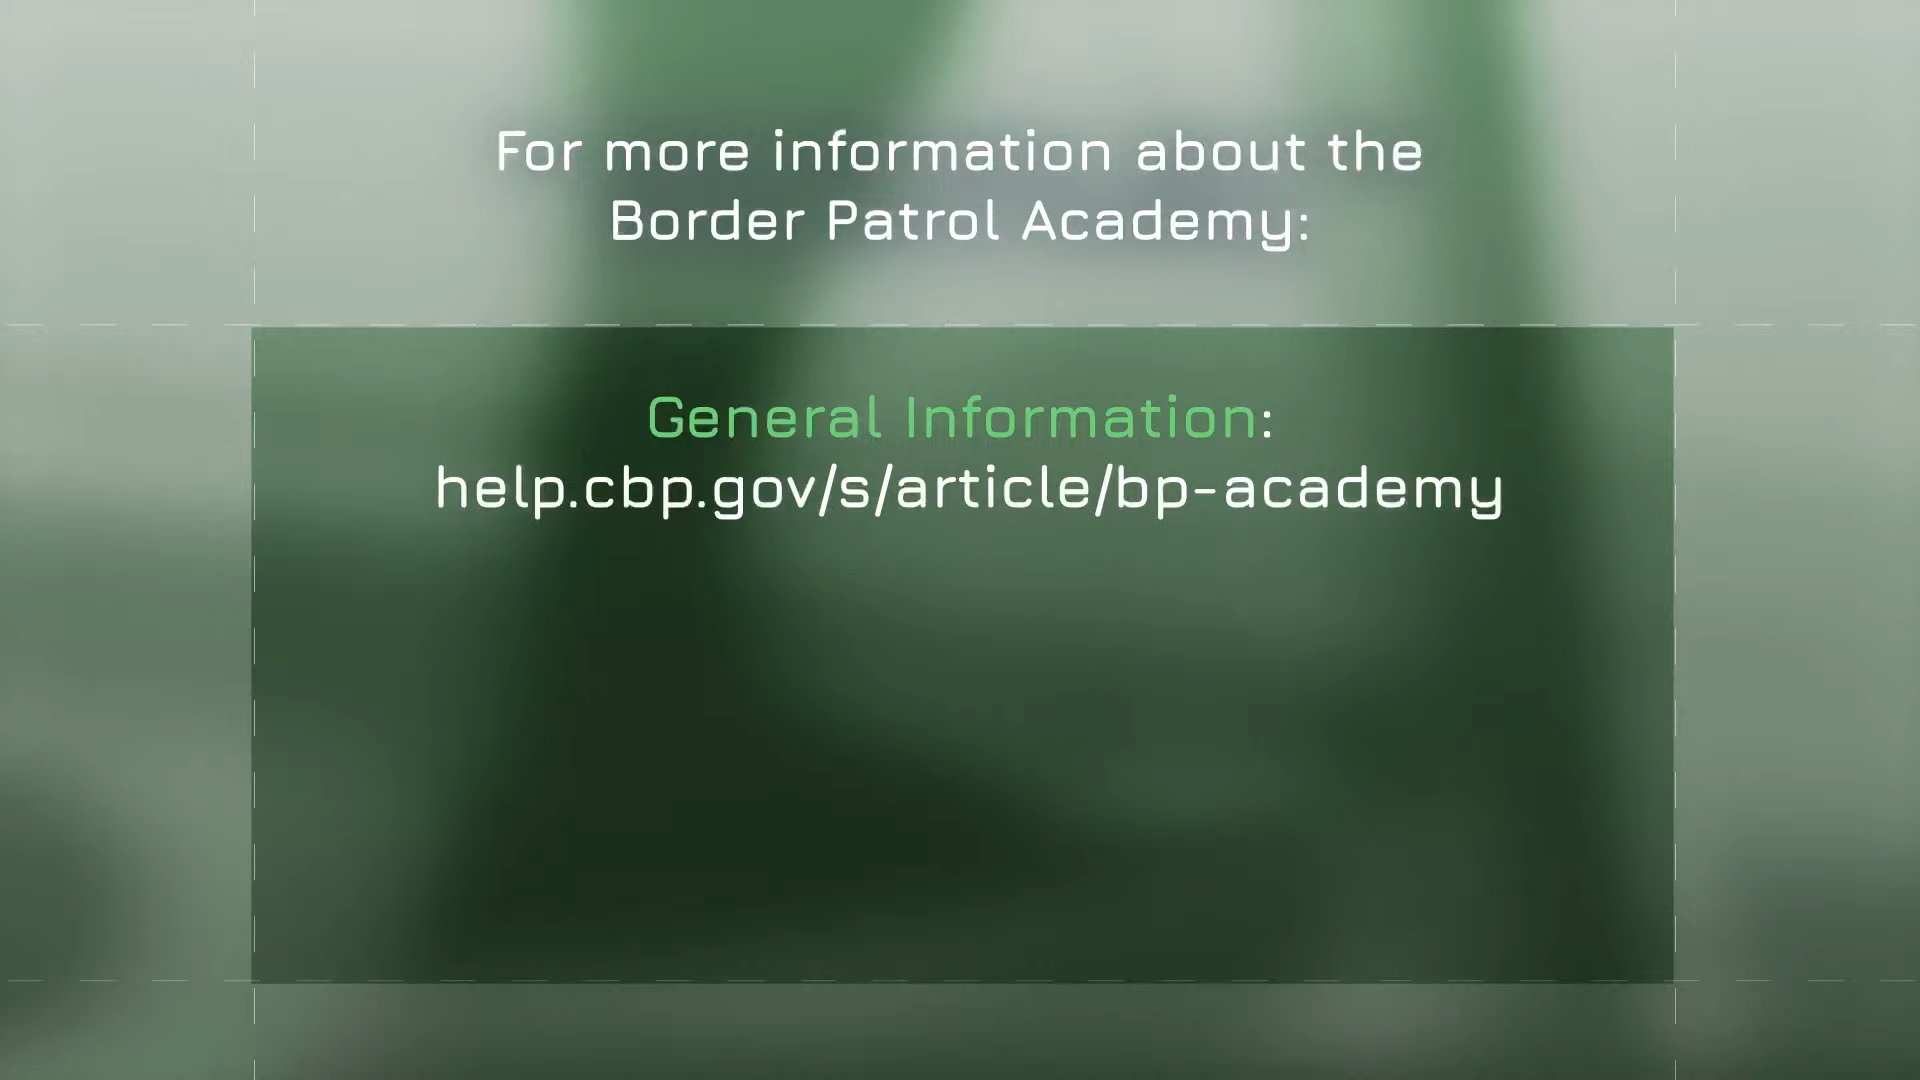 For more information about the
Border Patrol Academy:
General Information:
help.cbp.gov/s/article/bp-academy